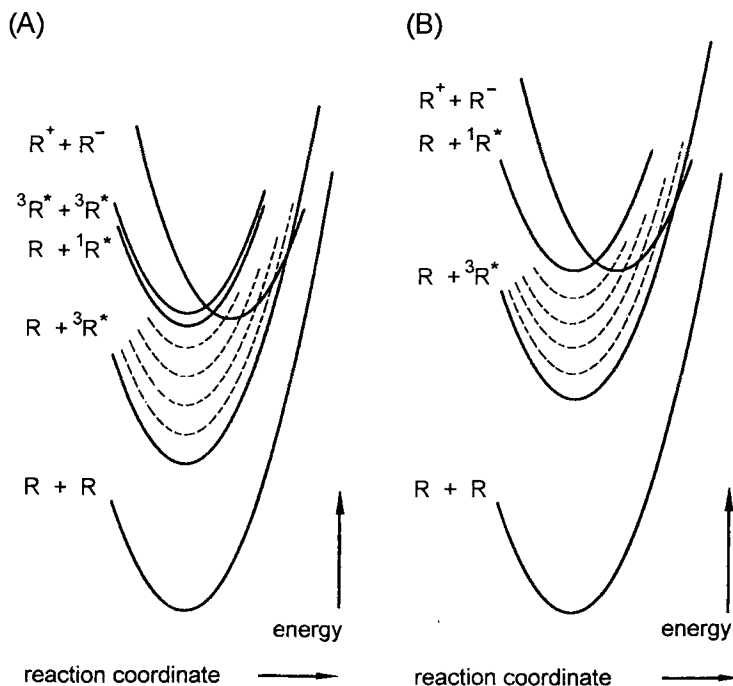 (A)
R⁺ + R⁻
³R* + ³R*
R + ¹R*
R + ³R*
R + R
energy
reaction coordinate
(B)
R⁺ + R⁻
R + ¹R*
R + ³R*
R + R
energy
reaction coordinate